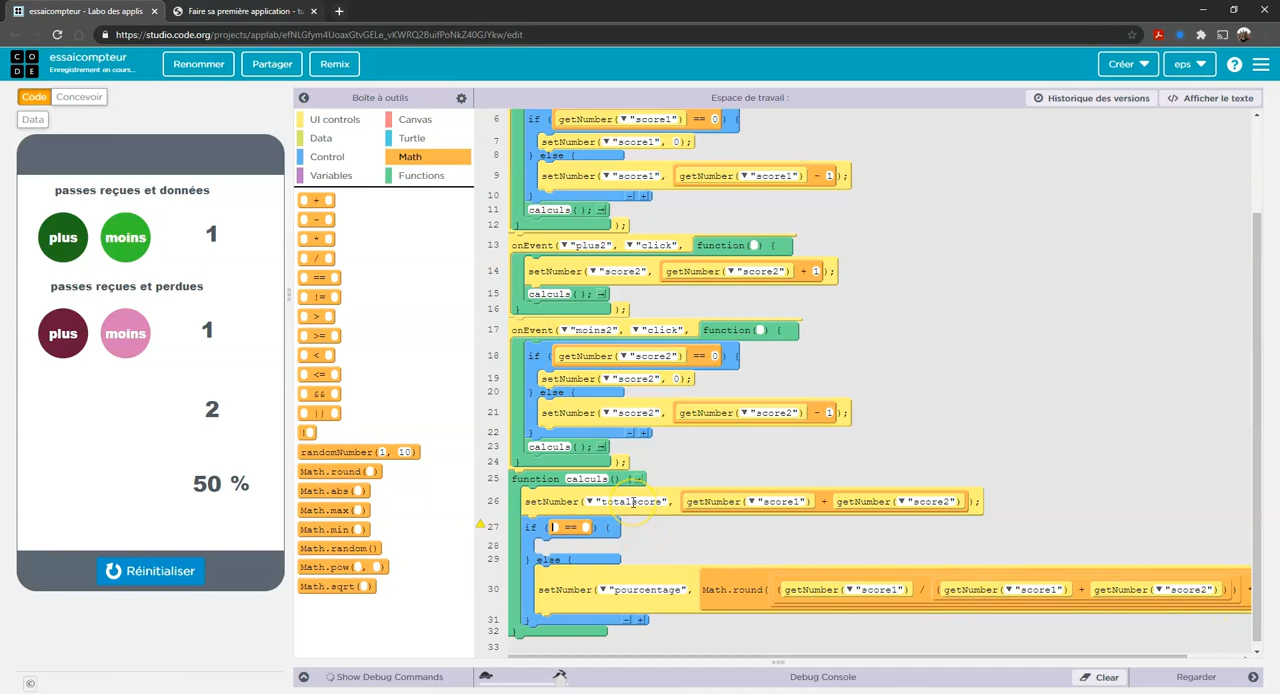 essaicompteur - Labo des applis
Faire sa première application - tu
https://studio.code.org/projects/applab/efNLGfym4UoaxGtvGELe_vKWRQ2BuifPoNkZ40GJYkw/edit
CODE
essaicompteur
Enregistrement en cours...
Renommer
Partager
Remix
Créer
eps
Code
Concevoir
Boîte à outils
Espace de travail :
Historique des versions
Afficher le texte
Data
passes reçues et données
plus
moins
1
passes reçues et perdues
plus
moins
1
2
50 %
Réinitialiser
UI controls
Canvas
Data
Turtle
Control
Math
Variables
Functions
+
-
*
/
==
!=
>
>=
<
<=
&&
||
!
randomNumber(1, 10)
Math.round( )
Math.abs( )
Math.max( )
Math.min( )
Math.random()
Math.pow( , )
Math.sqrt( )
6 if ( getNumber("score1") == 0 ) {
7 setNumber("score1", 0);
8 } else {
9 setNumber("score1", getNumber("score1") - 1);
10 }
11 calculs();
12 } );
13 onEvent("plus2", "click", function( ) {
14 setNumber("score2", getNumber("score2") + 1);
15 calculs();
16 } );
17 onEvent("moins2", "click", function( ) {
18 if ( getNumber("score2") == 0 ) {
19 setNumber("score2", 0);
20 } else {
21 setNumber("score2", getNumber("score2") - 1);
22 }
23 calculs();
24 } );
25 function calculs() {
26 setNumber("totalscore", getNumber("score1") + getNumber("score2") );
27 if ( == ) {
28
29 } else {
30 setNumber("pourcentage", Math.round( (getNumber("score1") / (getNumber("score1") + getNumber("score2") ) )
31 }
32 }
33
Show Debug Commands
Debug Console
Clear
Regarder